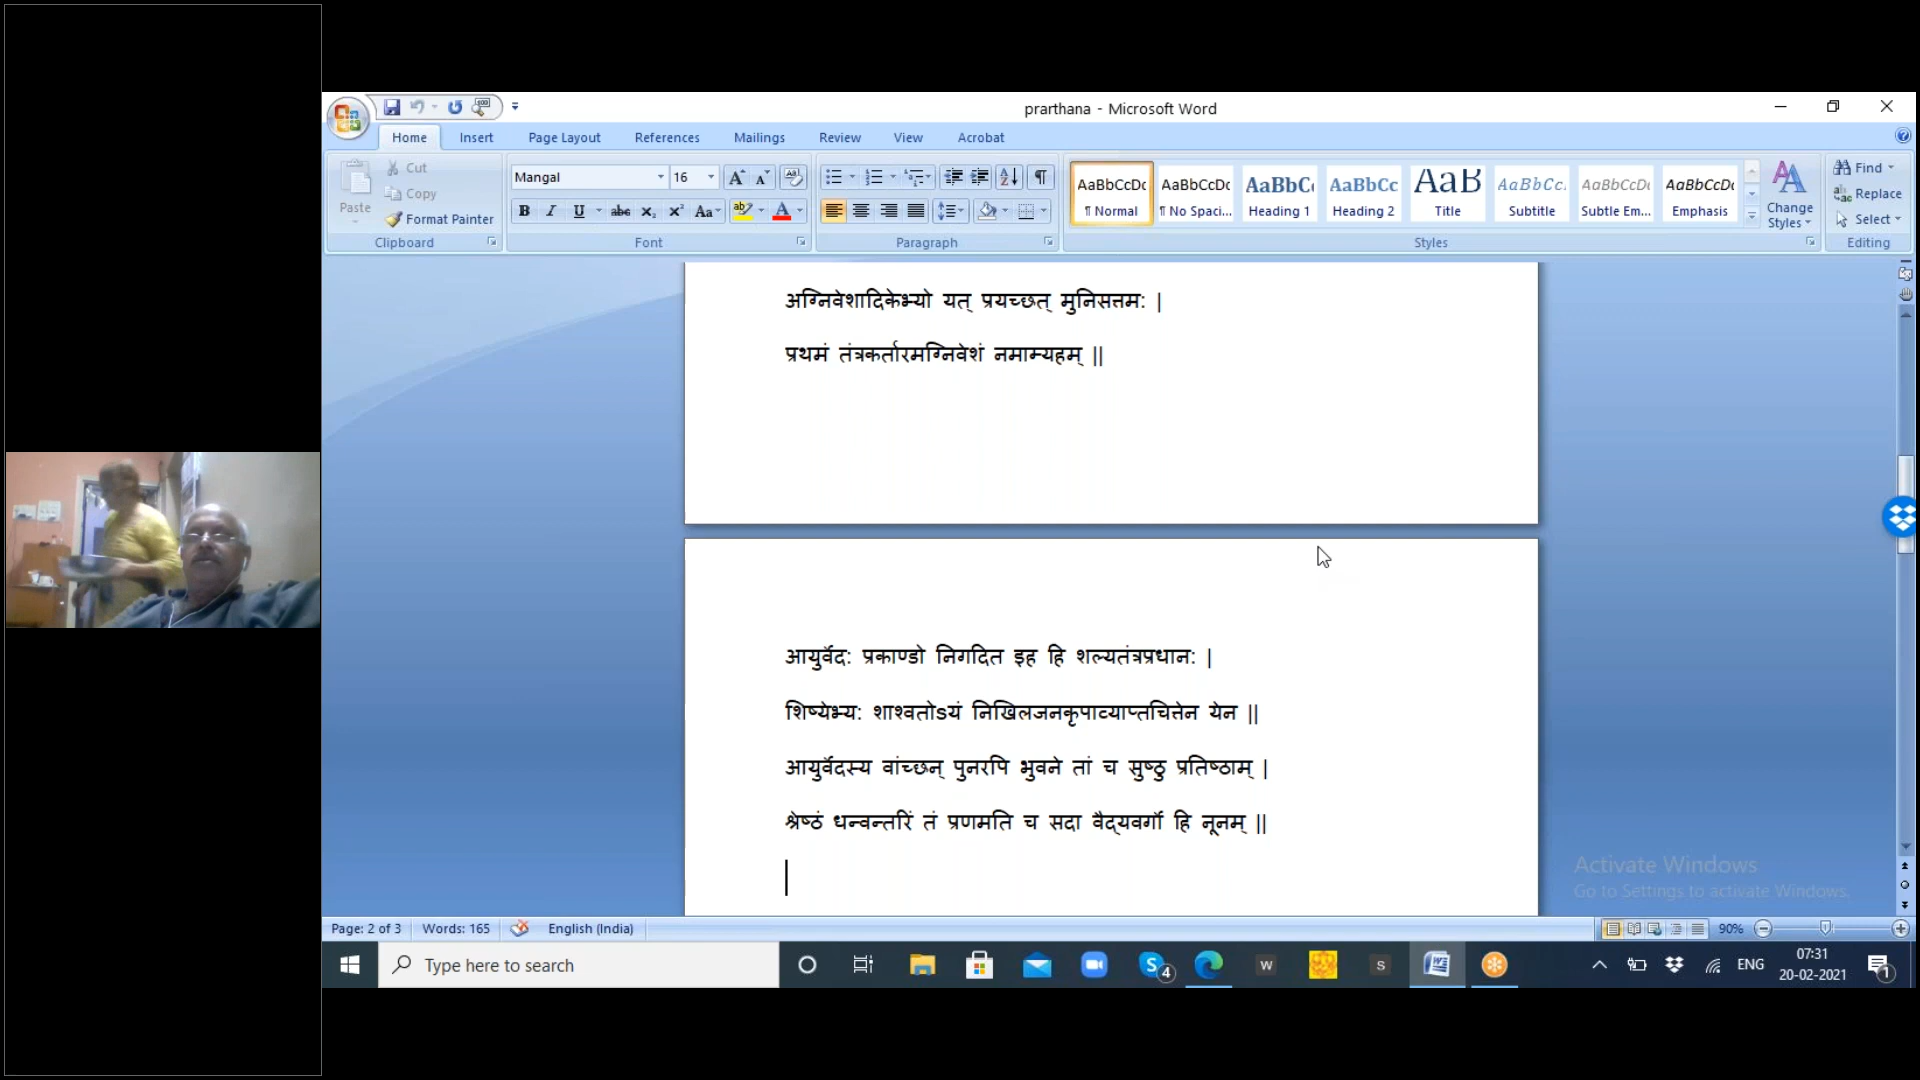 prarthana - Microsoft Word
Home Insert Page Layout References Mailings Review View Acrobat
Paste
Cut
Copy
Format Painter
Clipboard
Mangal 16
Font
Paragraph
AaBbCcDc ¶ Normal
AaBbCcDc ¶ No Spaci...
AaBbC Heading 1
AaBbCc Heading 2
AaB Title
AaBbCc. Subtitle
AaBbCcDc Subtle Em...
AaBbCcDc Emphasis
Change Styles
Styles
Find
Replace
Select
Editing
अग्निवेशादिकेभ्यो यत् प्रयच्छत् मुनिसत्तम: |
प्रथमं तंत्रकर्तारमग्निवेशं नमाम्यहम् ||
आयुर्वेद: प्रकाण्डो निगदित इह हि शल्यतंत्रप्रधान: |
शिष्येभ्य: शाश्वतोऽयं निखिलजनकृपाव्याप्तचित्तेन येन ||
आयुर्वेदस्य वांच्छन् पुनरपि भुवने तां च सुष्ठु प्रतिष्ठाम् |
श्रेष्ठं धन्वन्तरिं तं प्रणमति च सदा वैद्यवर्गो हि नूनम् ||
Activate Windows
Go to Settings to activate Windows.
Page: 2 of 3 Words: 165 English (India) 90%
Type here to search
4
W
S
ENG
07:31
20-02-2021
1